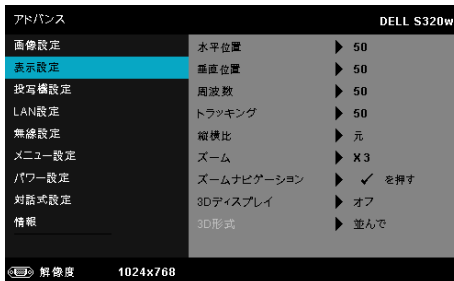 アドバンス
DELL S320w
画像設定
表示設定
投写機設定
LAN設定
無線設定
メニュー設定
パワー設定
対話式設定
情報
水平位置 50
垂直位置 50
周波数 50
トラッキング 50
縦横比 元
ズーム X3
ズームナビゲーション ✓ を押す
3Dディスプレイ オフ
3D形式 並んで
解像度 1024x768